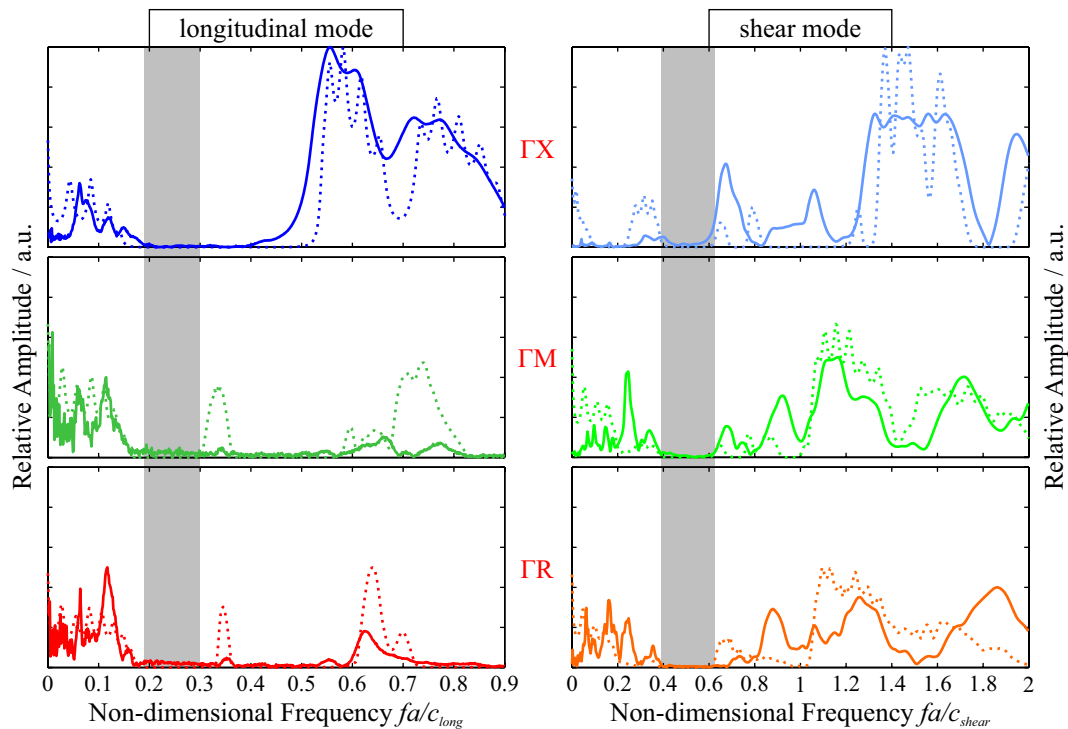 longitudinal mode
shear mode
Relative Amplitude / a.u.
ΓX
ΓM
ΓR
Relative Amplitude / a.u.
0 0.1 0.2 0.3 0.4 0.5 0.6 0.7 0.8 0.9
0 0.2 0.4 0.6 0.8 1 1.2 1.4 1.6 1.8 2
Non-dimensional Frequency fa/c_long
Non-dimensional Frequency fa/c_shear